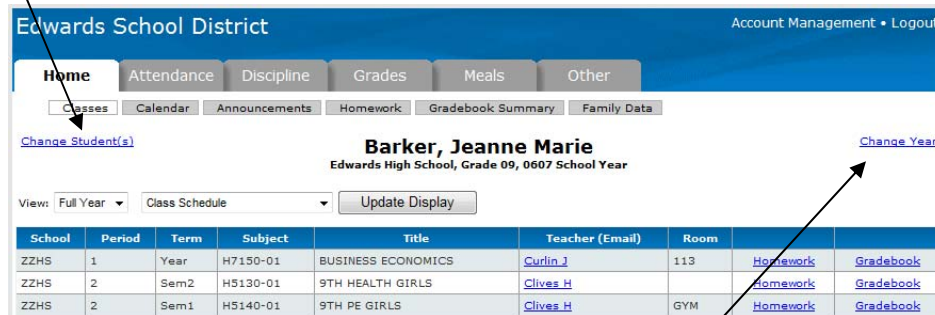 Edwards School District Account Management • Logout
Home Attendance Discipline Grades Meals Other
Classes Calendar Announcements Homework Gradebook Summary Family Data
Change Student(s) Barker, Jeanne Marie Change Year
Edwards High School, Grade 09, 0607 School Year
View: Full Year Class Schedule Update Display
School Period Term Subject Title Teacher (Email) Room
ZZHS 1 Year H7150-01 BUSINESS ECONOMICS Curlin J 113 Homework Gradebook
ZZHS 2 Sem2 H5130-01 9TH HEALTH GIRLS Clives H Homework Gradebook
ZZHS 2 Sem1 H5140-01 9TH PE GIRLS Clives H GYM Homework Gradebook